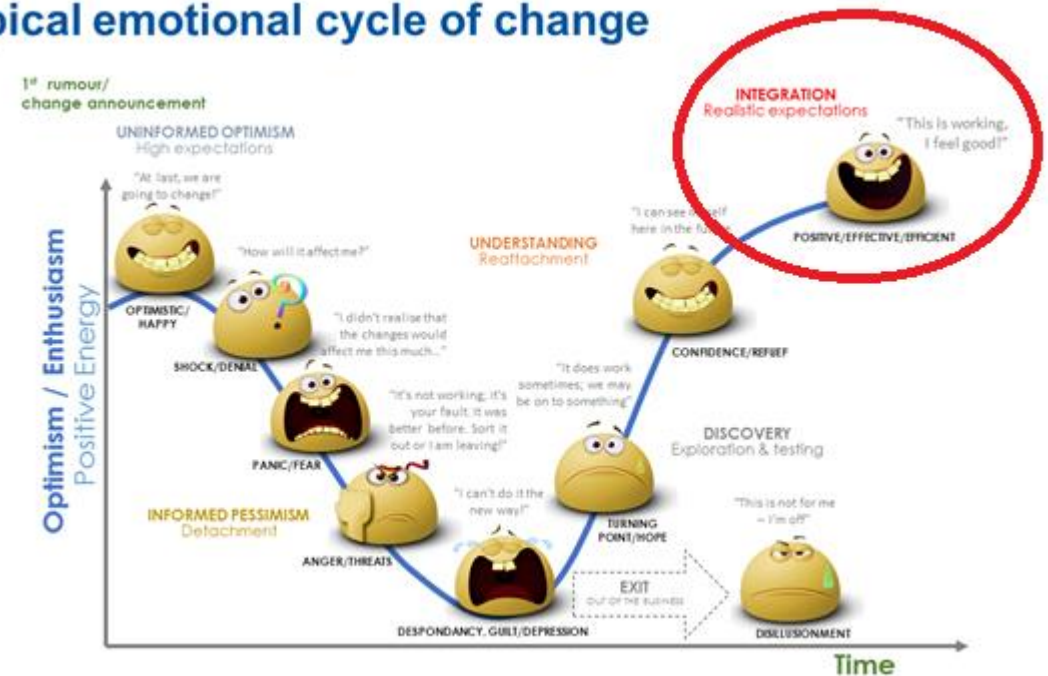 pical emotional cycle of change
1st rumour/
change announcement
UNINFORMED OPTIMISM
High expectations
"At last, we are
going to change!"
OPTIMISTIC/
HAPPY
"How will it affect me?"
SHOCK/DENIAL
"I didn't realise that
the changes would
affect me this much..."
PANIC/FEAR
"It's not working, it's
your fault. It was
better before. Sort it
out or I am leaving!"
INFORMED PESSIMISM
Detachment
ANGER/THREATS
"I can't do it the
new way!"
DESPONDANCY, GUILT/DEPRESSION
EXIT
OUT OF THE BUSINESS
"This is not for me
– I'm off"
DISILLUSIONMENT
"It does work
sometimes; we may
be on to something"
TURNING
POINT/HOPE
DISCOVERY
Exploration & testing
UNDERSTANDING
Reattachment
"I can see myself
here in the future
CONFIDENCE/RELIEF
INTEGRATION
Realistic expectations
"This is working,
I feel good!"
POSITIVE/EFFECTIVE/EFFICIENT
Optimism / Enthusiasm
Positive Energy
Time